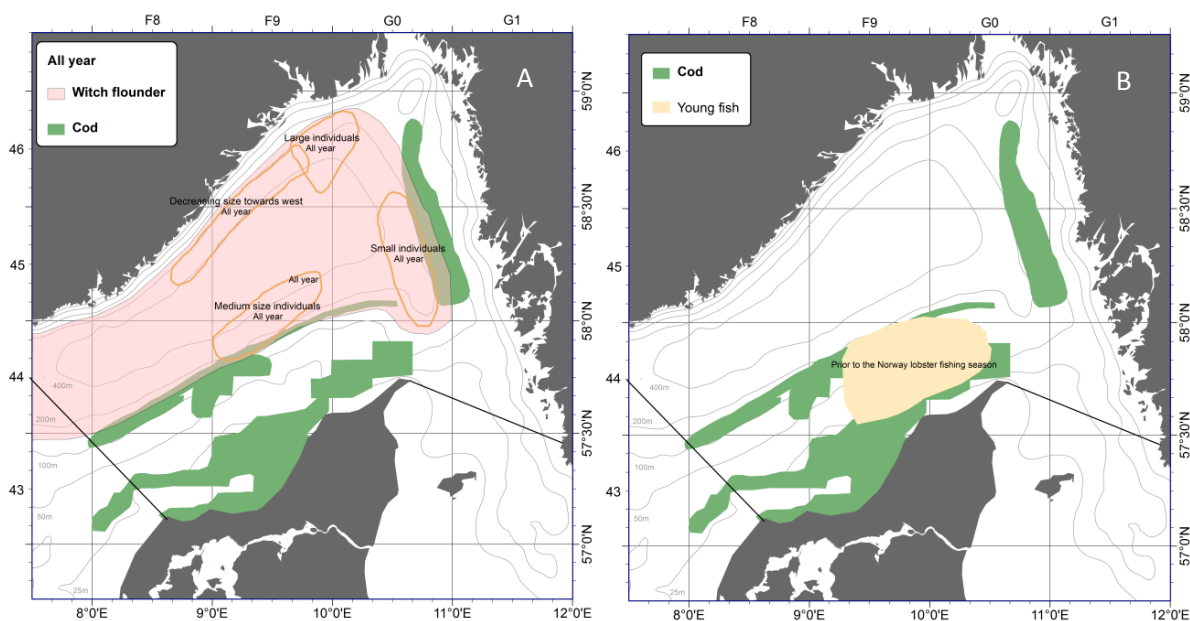 F8 F9 G0 G1
All year
Witch flounder
Cod
A
59°0'N
46
Large individuals
All year
58°30'N
Decreasing size towards west
All year
45
Small individuals
All year
All year
Medium size individuals
All year
58°0'N
44
400m
200m
57°30'N
100m
43
50m
57°0'N
25m
8°0'E 9°0'E 10°0'E 11°0'E 12°0'E
F8 F9 G0 G1
Cod
Young fish
B
59°0'N
46
58°30'N
45
58°0'N
Prior to the Norway lobster fishing season
44
400m
200m
57°30'N
100m
43
50m
57°0'N
25m
8°0'E 9°0'E 10°0'E 11°0'E 12°0'E